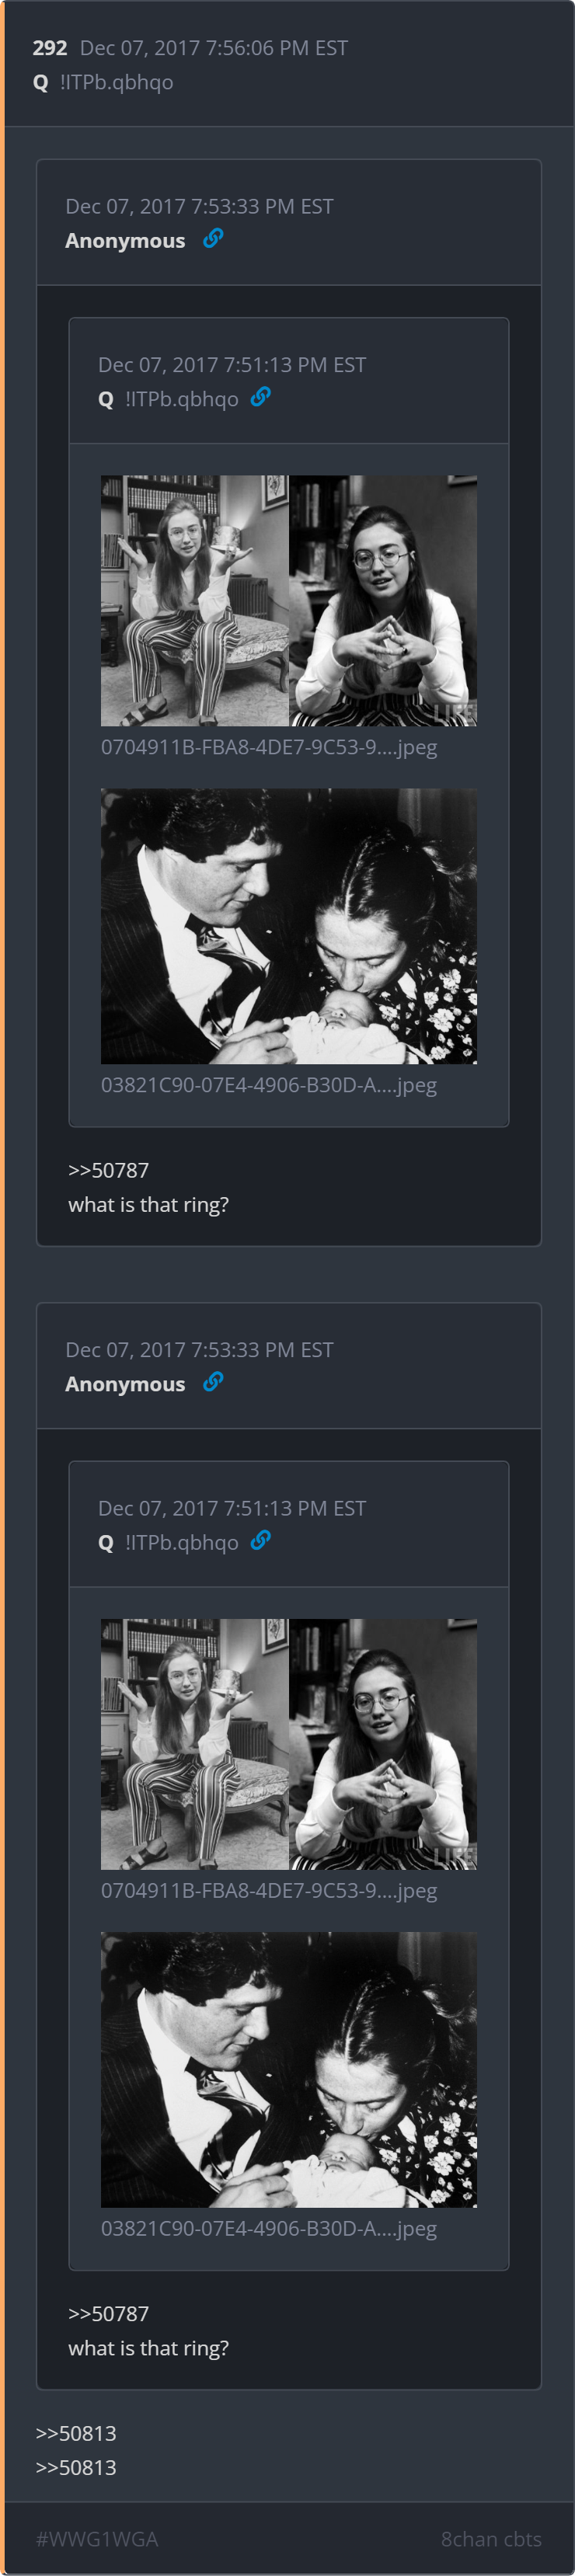 292 Dec 07, 2017 7:56:06 PM EST
Q !ITPb.qbhqo
Dec 07, 2017 7:53:33 PM EST
Anonymous
Dec 07, 2017 7:51:13 PM EST
Q !ITPb.qbhqo
LIFE
0704911B-FBA8-4DE7-9C53-9....jpeg
03821C90-07E4-4906-B30D-A....jpeg
>>50787
what is that ring?
Dec 07, 2017 7:53:33 PM EST
Anonymous
Dec 07, 2017 7:51:13 PM EST
Q !ITPb.qbhqo
LIFE
0704911B-FBA8-4DE7-9C53-9....jpeg
03821C90-07E4-4906-B30D-A....jpeg
>>50787
what is that ring?
>>50813
>>50813
#WWG1WGA 8chan cbts